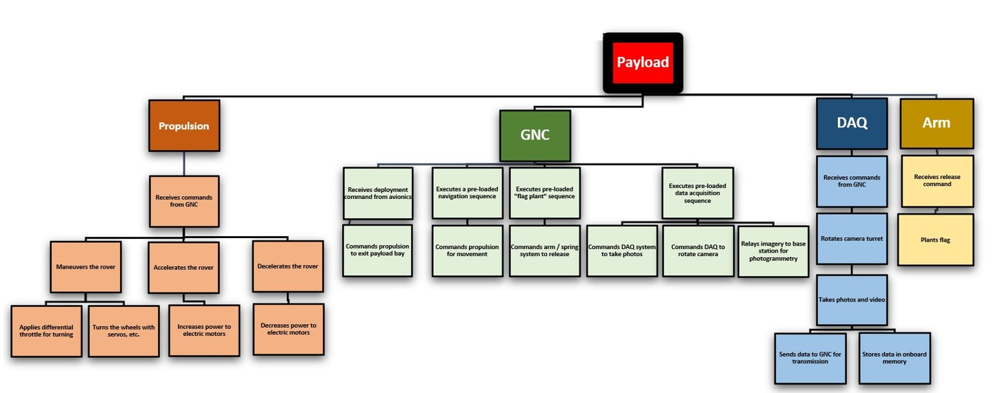 Payload
Propulsion
GNC
DAQ
Arm
Receives commands
from GNC
Receives deployment
command from avionics
Executes a pre-loaded
navigation sequence
Executes pre-loaded
"flag plant" sequence
Executes pre-loaded
data acquisition
sequence
Receives commands
from GNC
Receives release
command
Maneuvers the rover
Accelerates the rover
Decelerates the rover
Commands propulsion
to exit payload bay
Commands propulsion
for movement
Commands arm / spring
system to release
Commands DAQ system
to take photos
Commands DAQ to
rotate camera
Relays imagery to base
station for
photogrammetry
Rotates camera turret
Plants flag
Applies differential
throttle for turning
Turns the wheels with
servos, etc.
Increases power to
electric motors
Decreases power to
electric motors
Takes photos and video
Sends data to GNC for
transmission
Stores data in onboard
memory